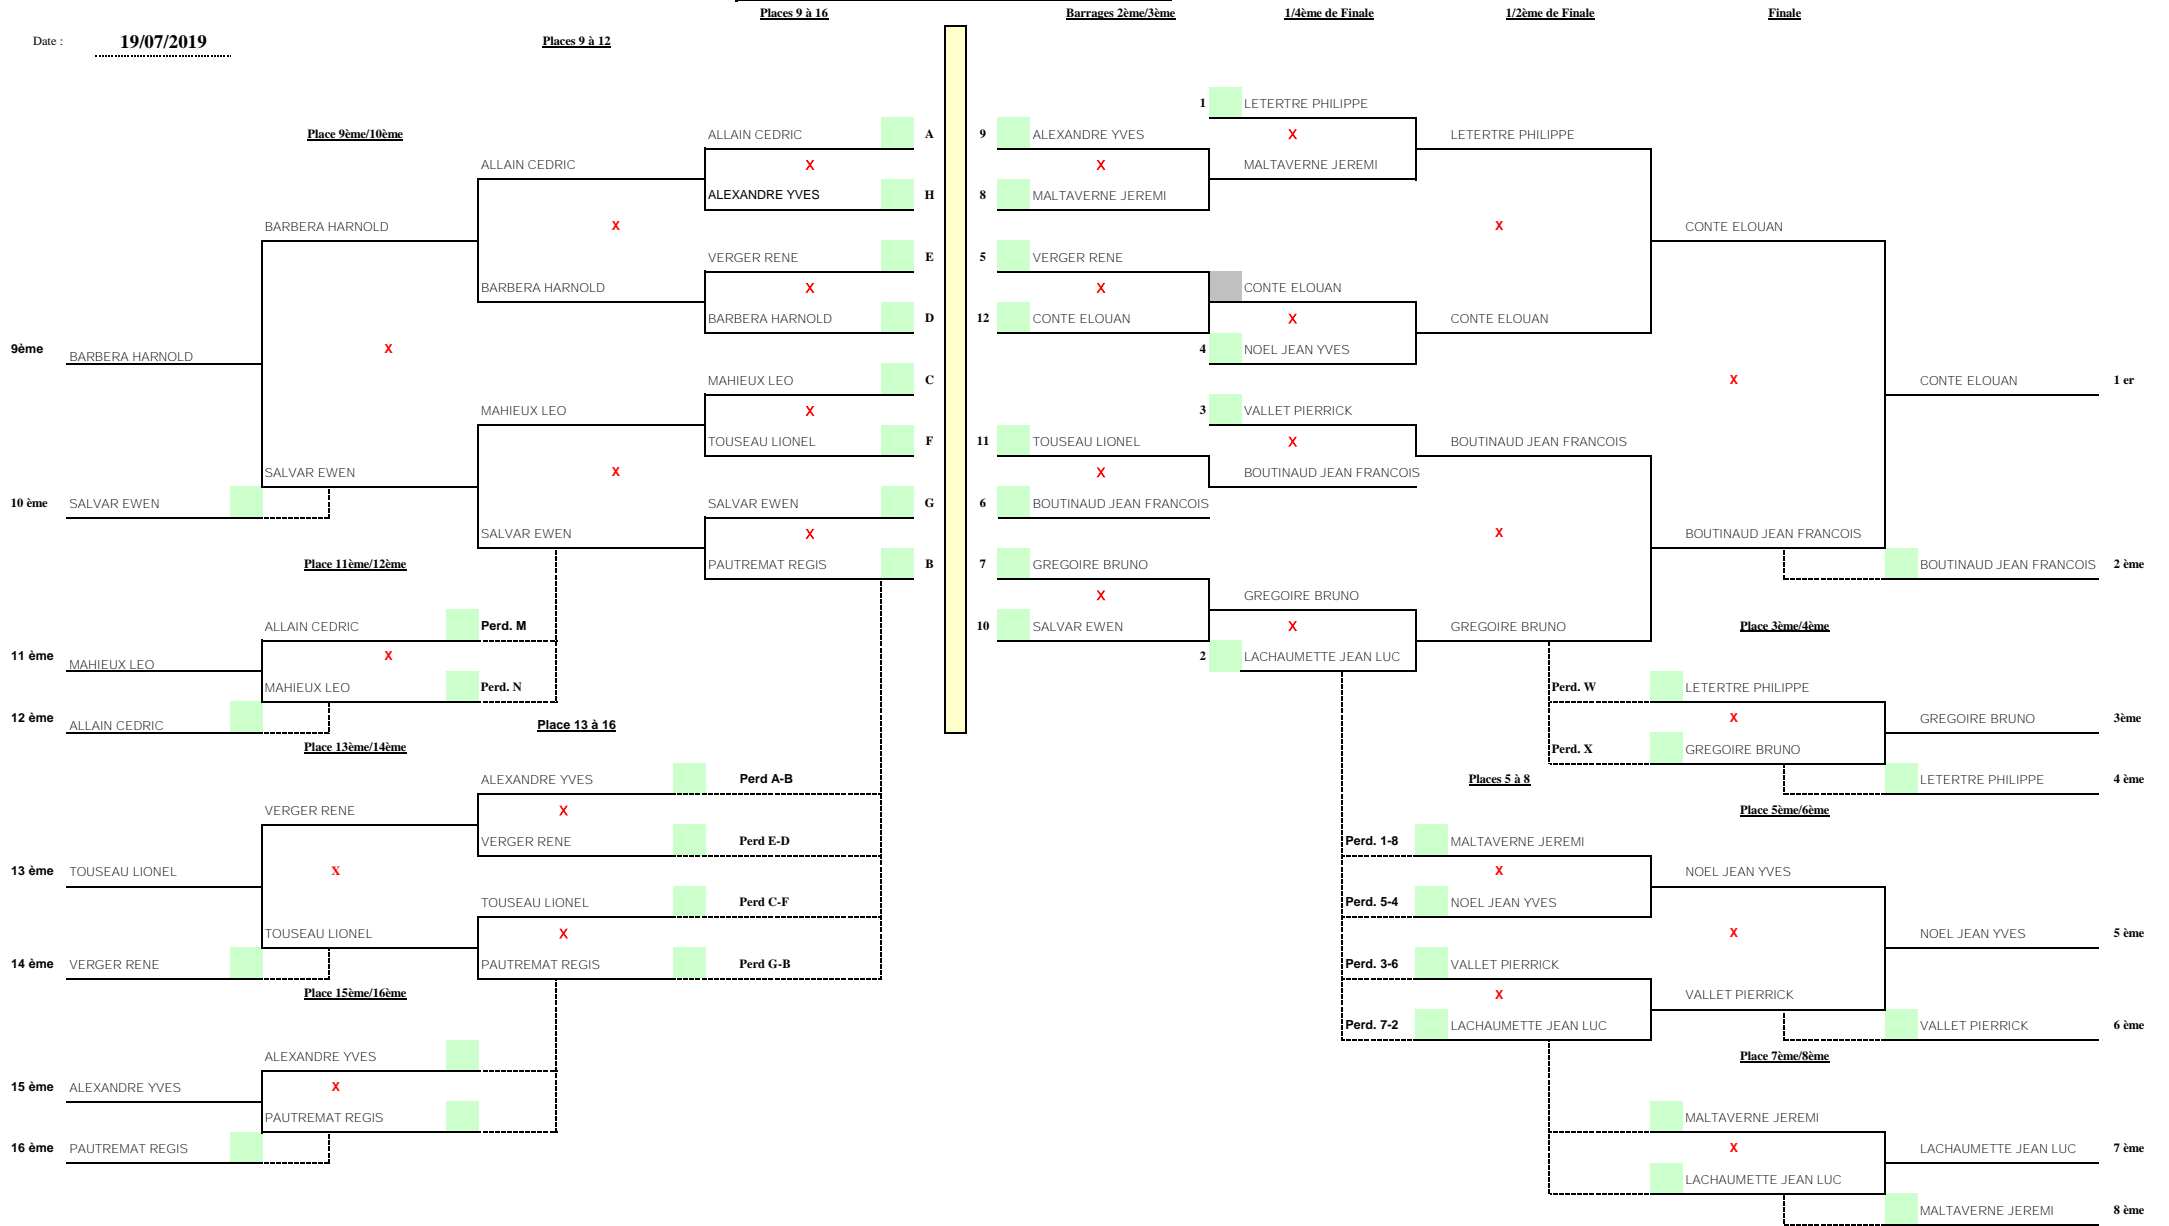 Places 9 à 16 Barrages 2ème/3ème 1/4ème de Finale 1/2ème de Finale Finale
Date : 19/07/2019 Places 9 à 12
1 LETERTRE PHILIPPE
Place 9ème/10ème ALLAIN CEDRIC A 9 ALEXANDRE YVES X LETERTRE PHILIPPE
ALLAIN CEDRIC X X MALTAVERNE JEREMI
ALEXANDRE YVES H 8 MALTAVERNE JEREMI
BARBERA HARNOLD X X CONTE ELOUAN
VERGER RENE E 5 VERGER RENE
BARBERA HARNOLD X X CONTE ELOUAN
BARBERA HARNOLD D 12 CONTE ELOUAN X CONTE ELOUAN
9ème BARBERA HARNOLD X 4 NOEL JEAN YVES
MAHIEUX LEO C X CONTE ELOUAN 1 er
MAHIEUX LEO X 3 VALLET PIERRICK
TOUSEAU LIONEL F 11 TOUSEAU LIONEL X BOUTINAUD JEAN FRANCOIS
SALVAR EWEN X X BOUTINAUD JEAN FRANCOIS
10 ème SALVAR EWEN SALVAR EWEN G 6 BOUTINAUD JEAN FRANCOIS
SALVAR EWEN X X BOUTINAUD JEAN FRANCOIS
Place 11ème/12ème PAUTREMAT REGIS B 7 GREGOIRE BRUNO BOUTINAUD JEAN FRANCOIS 2 ème
X GREGOIRE BRUNO
ALLAIN CEDRIC Perd. M 10 SALVAR EWEN X GREGOIRE BRUNO Place 3ème/4ème
11 ème MAHIEUX LEO X 2 LACHAUMETTE JEAN LUC
MAHIEUX LEO Perd. N Perd. W LETERTRE PHILIPPE
12 ème ALLAIN CEDRIC Place 13 à 16 X GREGOIRE BRUNO 3ème
Place 13ème/14ème Perd. X GREGOIRE BRUNO
ALEXANDRE YVES Perd A-B Places 5 à 8 LETERTRE PHILIPPE 4 ème
VERGER RENE X Place 5ème/6ème
VERGER RENE Perd E-D Perd. 1-8 MALTAVERNE JEREMI
13 ème TOUSEAU LIONEL X X NOEL JEAN YVES
TOUSEAU LIONEL Perd C-F Perd. 5-4 NOEL JEAN YVES
TOUSEAU LIONEL X X NOEL JEAN YVES 5 ème
14 ème VERGER RENE PAUTREMAT REGIS Perd G-B Perd. 3-6 VALLET PIERRICK
Place 15ème/16ème X VALLET PIERRICK
Perd. 7-2 LACHAUMETTE JEAN LUC VALLET PIERRICK 6 ème
ALEXANDRE YVES Place 7ème/8ème
15 ème ALEXANDRE YVES X
PAUTREMAT REGIS MALTAVERNE JEREMI
16 ème PAUTREMAT REGIS X LACHAUMETTE JEAN LUC 7 ème
LACHAUMETTE JEAN LUC
MALTAVERNE JEREMI 8 ème